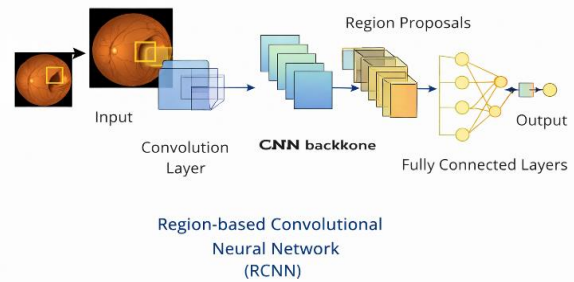 Region Proposals
Input
Convolution
Layer
CNN backkone
Output
Fully Connected Layers
Region-based Convolutional
Neural Network
(RCNN)